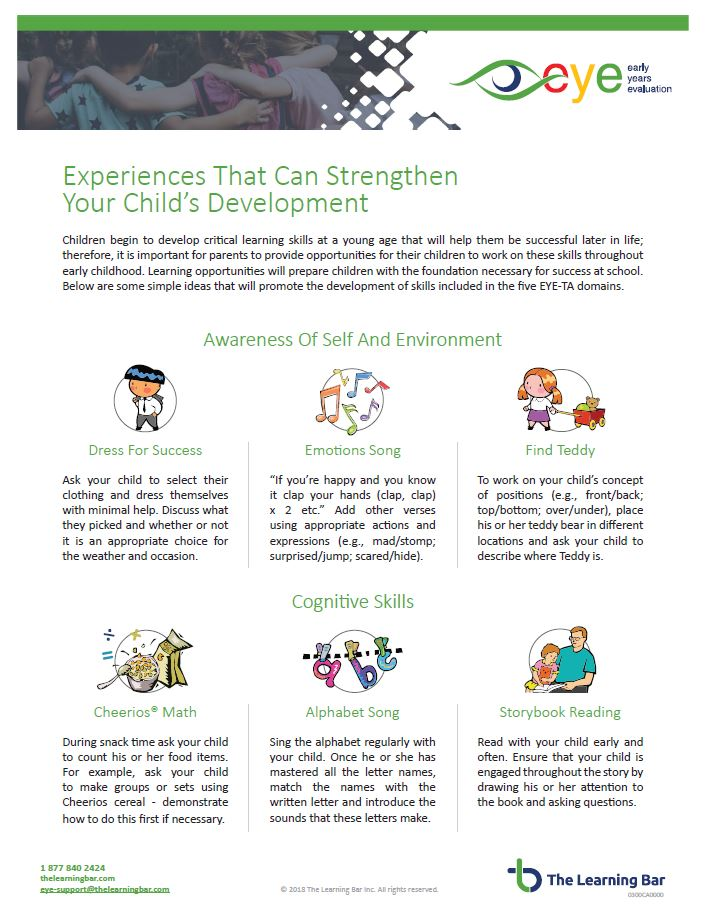 eye early
years
evaluation
Experiences That Can Strengthen
Your Child's Development
Children begin to develop critical learning skills at a young age that will help them be successful later in life;
therefore, it is important for parents to provide opportunities for their children to work on these skills throughout
early childhood. Learning opportunities will prepare children with the foundation necessary for success at school.
Below are some simple ideas that will promote the development of skills included in the five EYE-TA domains.
Awareness Of Self And Environment
Dress For Success
Ask your child to select their
clothing and dress themselves
with minimal help. Discuss what
they picked and whether or not
it is an appropriate choice for
the weather and occasion.
Emotions Song
"If you're happy and you know
it clap your hands (clap, clap)
x 2 etc." Add other verses
using appropriate actions and
expressions (e.g., mad/stomp;
surprised/jump; scared/hide).
Find Teddy
To work on your child's concept
of positions (e.g., front/back;
top/bottom; over/under), place
his or her teddy bear in different
locations and ask your child to
describe where Teddy is.
Cognitive Skills
÷ + =
Cheerios® Math
During snack time ask your child
to count his or her food items.
For example, ask your child
to make groups or sets using
Cheerios cereal - demonstrate
how to do this first if necessary.
a b c
Alphabet Song
Sing the alphabet regularly with
your child. Once he or she has
mastered all the letter names,
match the names with the
written letter and introduce the
sounds that these letters make.
Storybook Reading
Read with your child early and
often. Ensure that your child is
engaged throughout the story by
drawing his or her attention to
the book and asking questions.
1 877 840 2424
thelearningbar.com
eye-support@thelearningbar.com
© 2018 The Learning Bar Inc. All rights reserved.
The Learning Bar
0300CA0000